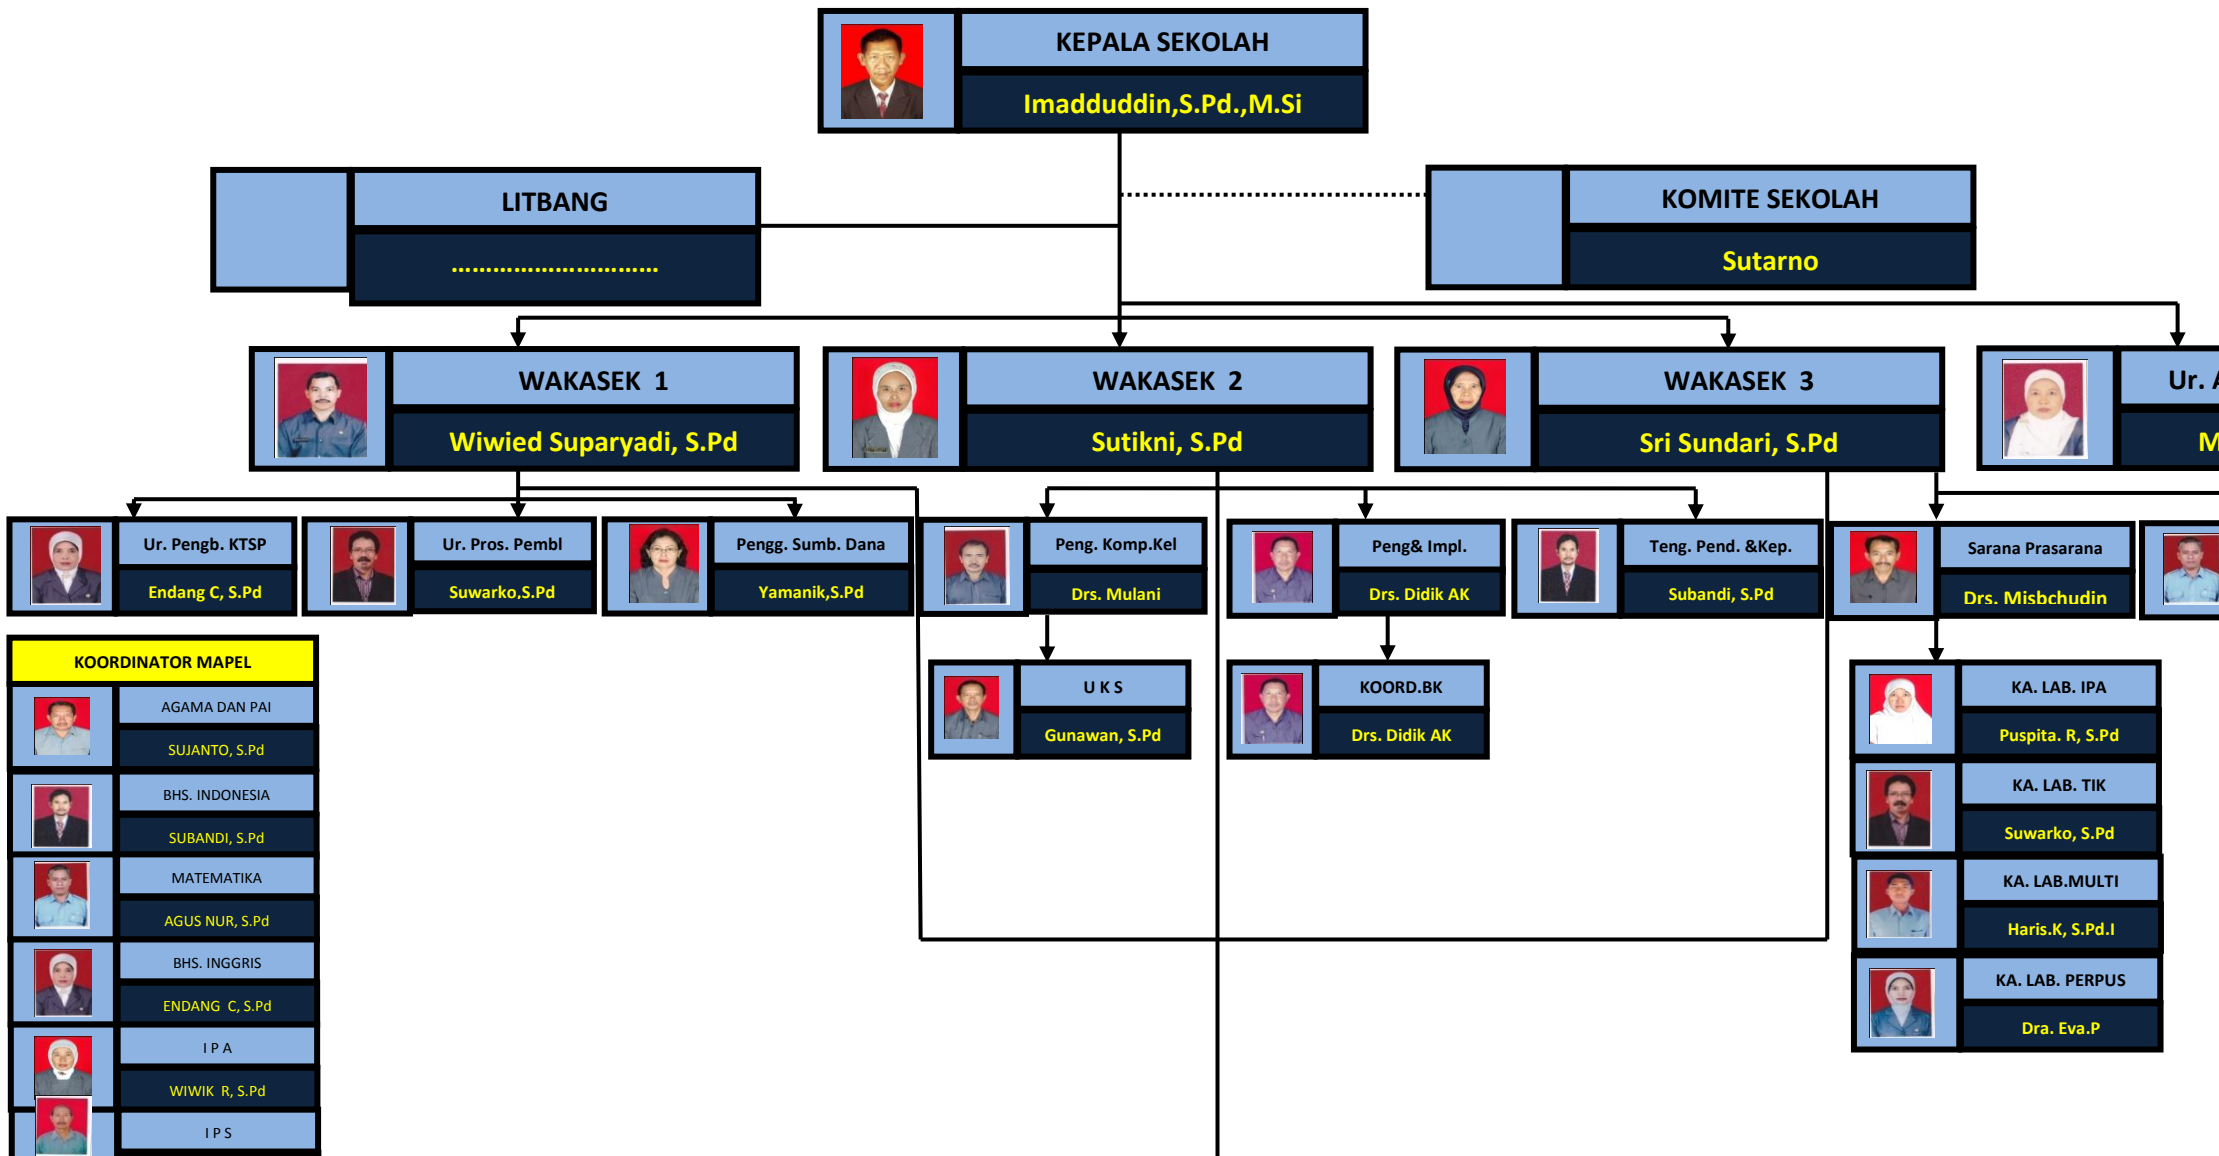 KEPALA SEKOLAH
Imadduddin,S.Pd.,M.Si
LITBANG
................................
KOMITE SEKOLAH
Sutarno
WAKASEK 1
Wiwied Suparyadi, S.Pd
WAKASEK 2
Sutikni, S.Pd
WAKASEK 3
Sri Sundari, S.Pd
Ur.
Ur. Pengb. KTSP
Endang C, S.Pd
Ur. Pros. Pembl
Suwarko,S.Pd
Pengg. Sumb. Dana
Yamanik,S.Pd
Peng. Komp.Kel
Drs. Mulani
Peng& Impl.
Drs. Didik AK
Teng. Pend. &Kep.
Subandi, S.Pd
Sarana Prasarana
Drs. Misbchudin
U K S
Gunawan, S.Pd
KOORD.BK
Drs. Didik AK
KOORDINATOR MAPEL
AGAMA DAN PAI
SUJANTO, S.Pd
BHS. INDONESIA
SUBANDI, S.Pd
MATEMATIKA
AGUS NUR, S.Pd
BHS. INGGRIS
ENDANG C, S.Pd
I P A
WIWIK R, S.Pd
I P S
KA. LAB. IPA
Puspita. R, S.Pd
KA. LAB. TIK
Suwarko, S.Pd
KA. LAB.MULTI
Haris.K, S.Pd.I
KA. LAB. PERPUS
Dra. Eva.P